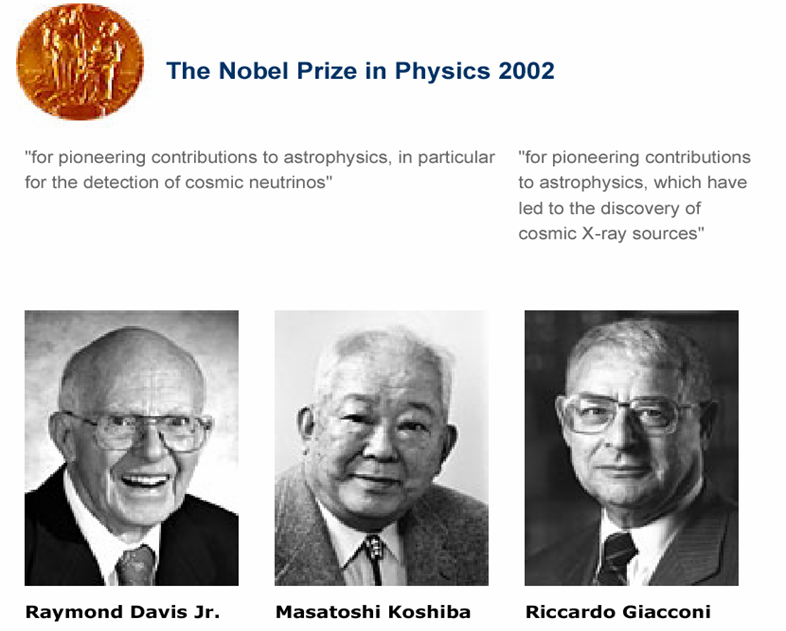 The Nobel Prize in Physics 2002
"for pioneering contributions to astrophysics, in particular
for the detection of cosmic neutrinos"
"for pioneering contributions
to astrophysics, which have
led to the discovery of
cosmic X-ray sources"
Raymond Davis Jr.
Masatoshi Koshiba
Riccardo Giacconi